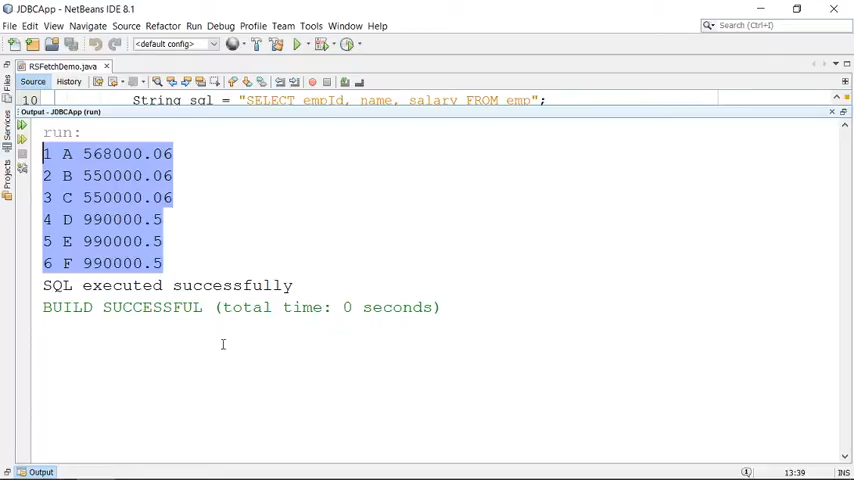 JDBCApp - NetBeans IDE 8.1
File Edit View Navigate Source Refactor Run Debug Profile Team Tools Window Help
Search (Ctrl+I)
<default config>
RSFetchDemo.java
Source History
10 String sql = "SELECT empId, name, salary FROM emp";
Output - JDBCApp (run)
Files
Services
Projects
run:
1 A 568000.06
2 B 550000.06
3 C 550000.06
4 D 990000.5
5 E 990000.5
6 F 990000.5
SQL executed successfully
BUILD SUCCESSFUL (total time: 0 seconds)
Output
13:39 INS